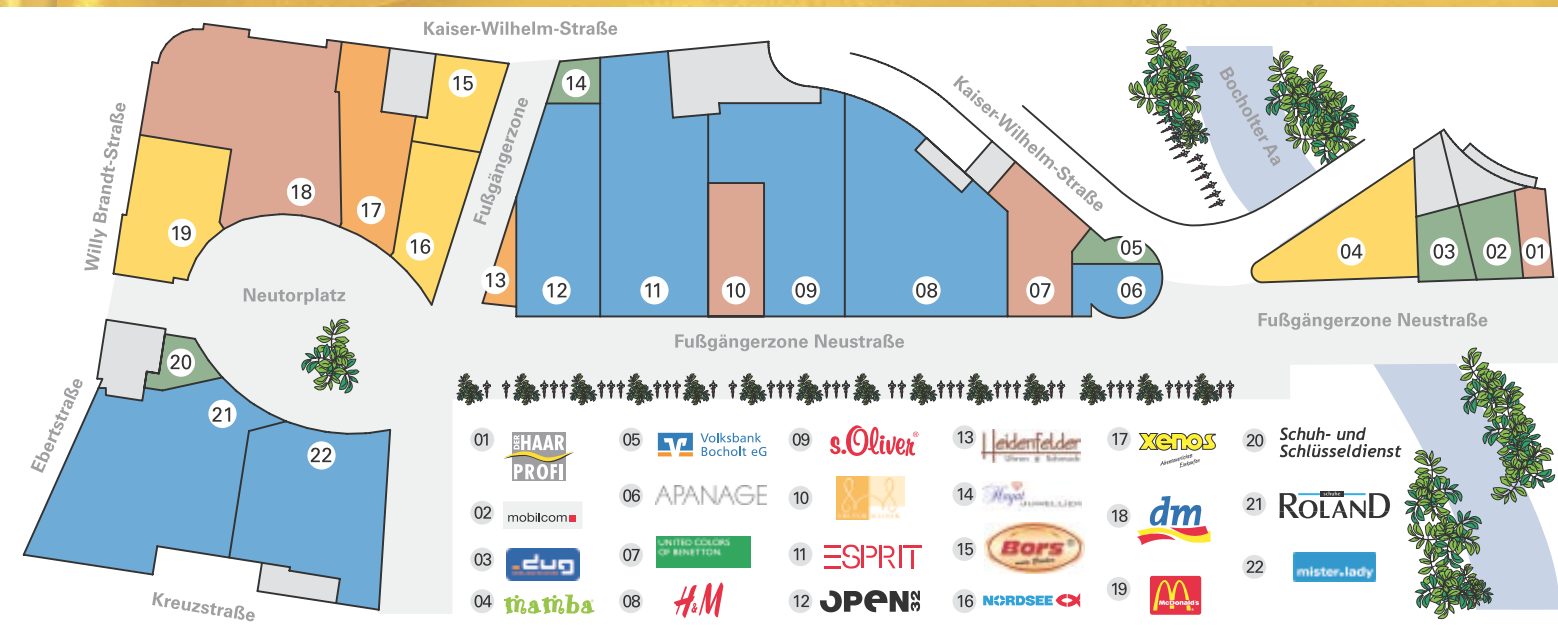 Kaiser-Wilhelm-Straße
Willy Brandt-Straße
Fußgängerzone
Kaiser-Wilhelm-Straße
Bocholter Aa
15
14
18
17
16
19
13
12
11
10
09
08
07
05
06
04
03
02
01
Neutorplatz
Fußgängerzone Neustraße
Fußgängerzone Neustraße
20
21
22
Ebertstraße
Kreuzstraße
01 DER HAAR
PROFI
02 mobilcom
03 .dug
04 mamba
05 Volksbank
Bocholt eG
06 APANAGE
07 UNITED COLORS
OF BENETTON.
08 H&M
09 s.Oliver®
10
11 ESPRIT
12 OPEN 32
13 Heidenfelder
Uhren & Schmuck
14 JUWELIER
15 Bors
16 NORDSEE
17 xenos
Abenteuerliches
Einkaufen
18 dm
19 McDonald's
20 Schuh- und
Schlüsseldienst
21 schuhe
ROLAND
22 mister.lady